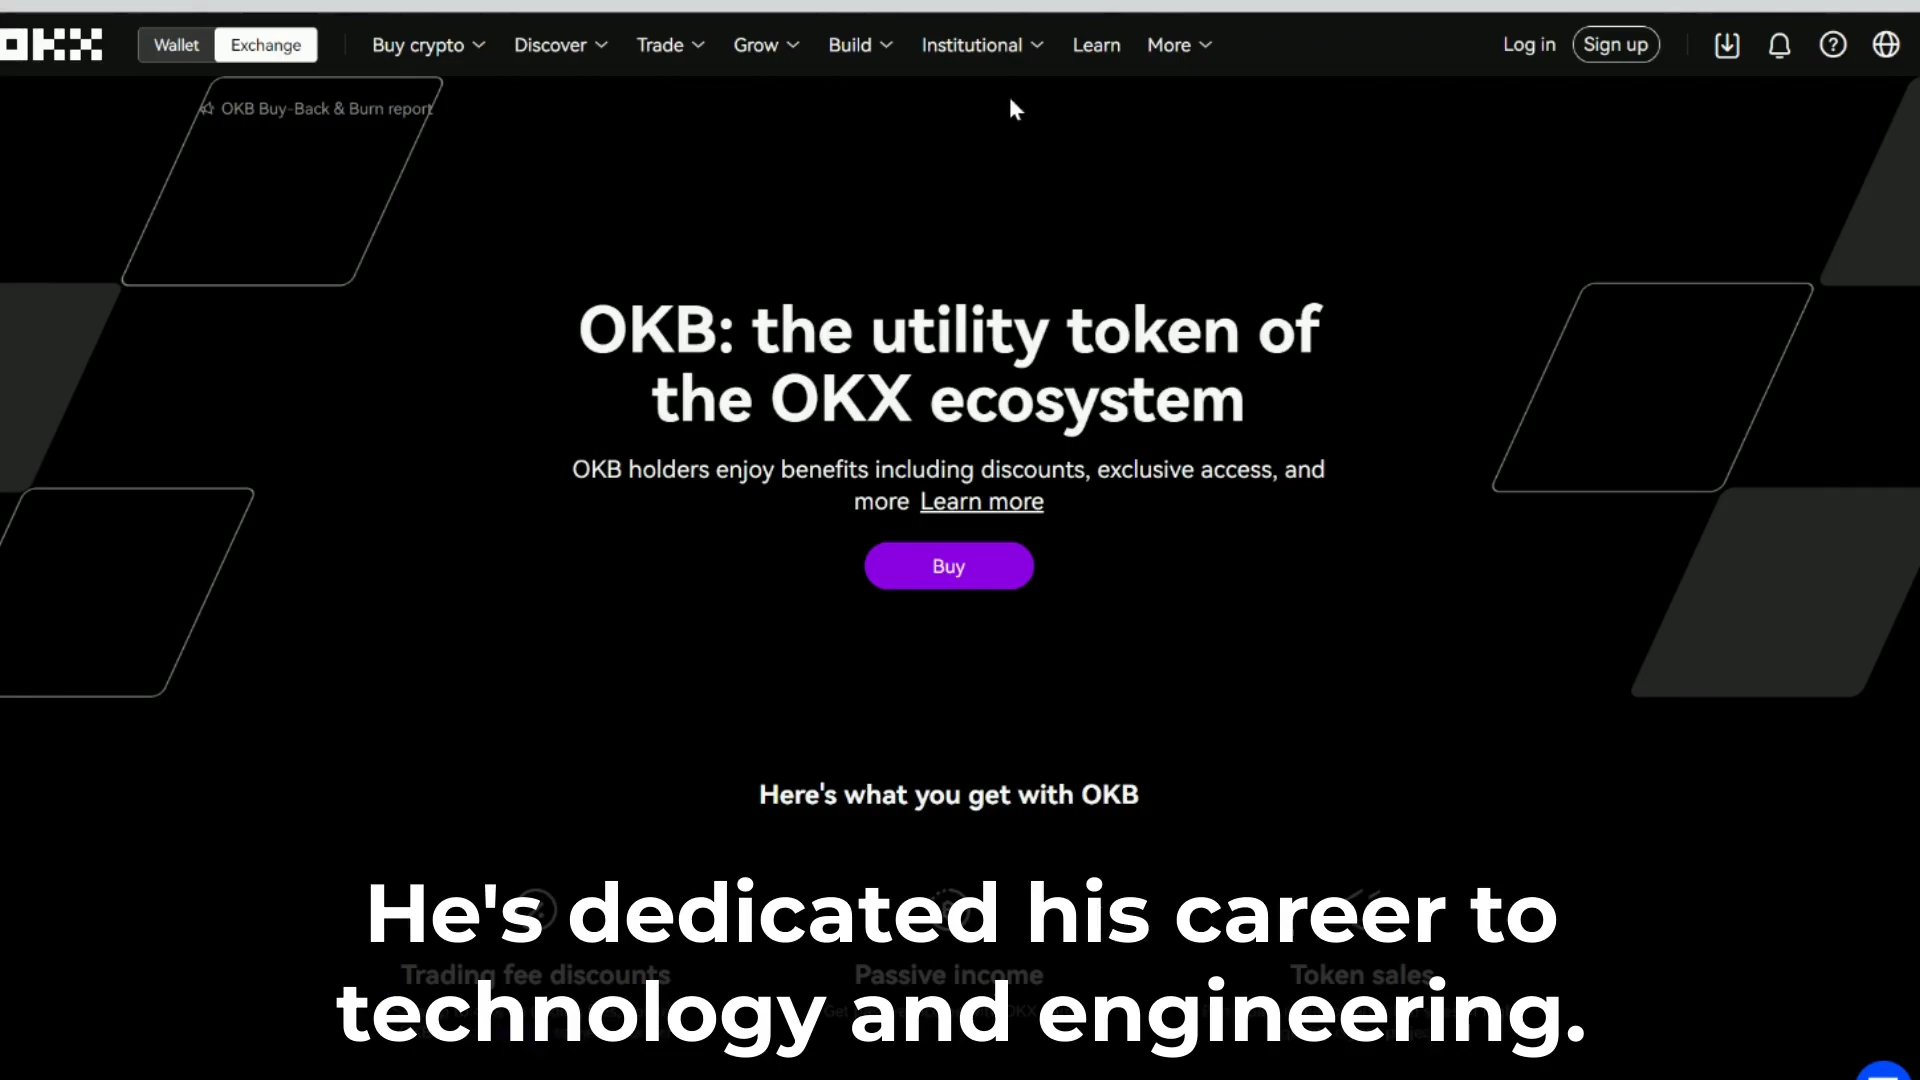 OKX
Wallet Exchange Buy crypto Discover Trade Grow Build Institutional Learn More Log in Sign up
OKB Buy-Back & Burn report
OKB: the utility token of
the OKX ecosystem
OKB holders enjoy benefits including discounts, exclusive access, and
more Learn more
Buy
Here's what you get with OKB
Trading fee discounts Passive income Token sales
He's dedicated his career to
technology and engineering.